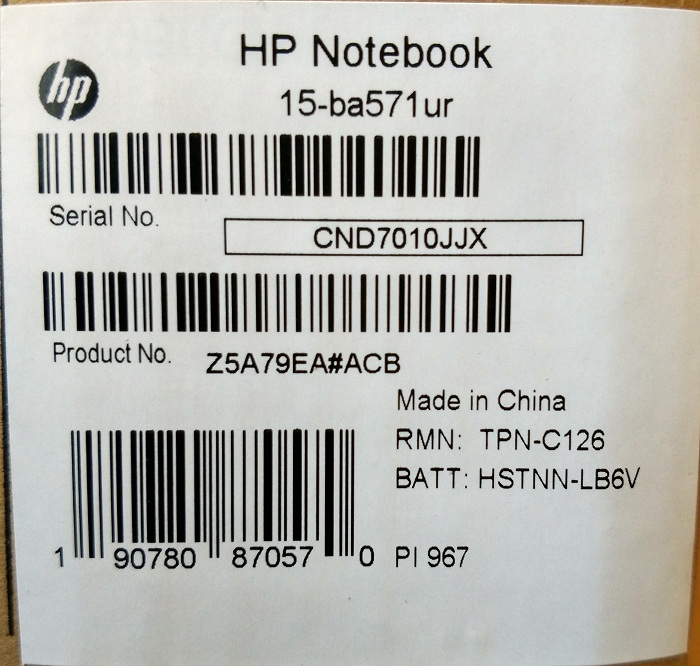 HP Notebook
hp
15-ba571ur
Serial No.
CND7010JJX
Product No. Z5A79EA#ACB
Made in China
RMN: TPN-C126
BATT: HSTNN-LB6V
1 90780 87057 0 PI 967